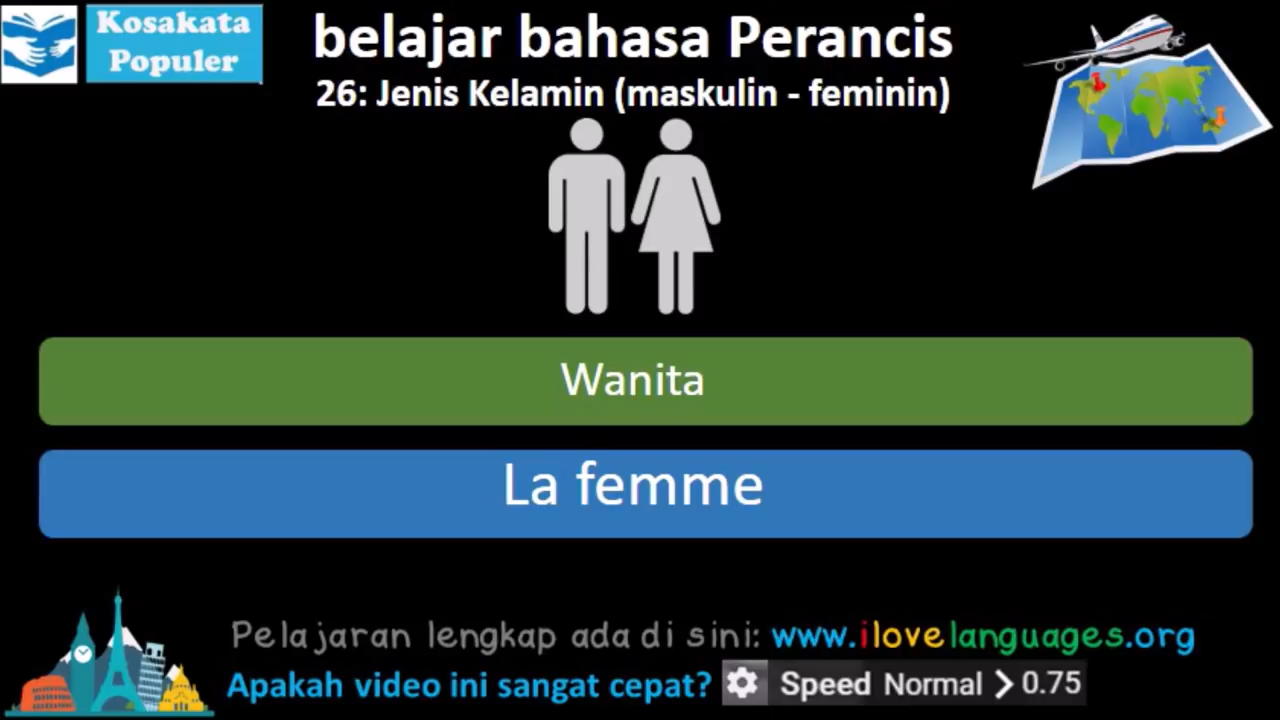 Kosakata
Populer
belajar bahasa Perancis
26: Jenis Kelamin (maskulin - feminin)
Wanita
La femme
Pelajaran lengkap ada di sini: www.ilovelanguages.org
Apakah video ini sangat cepat? Speed Normal > 0.75